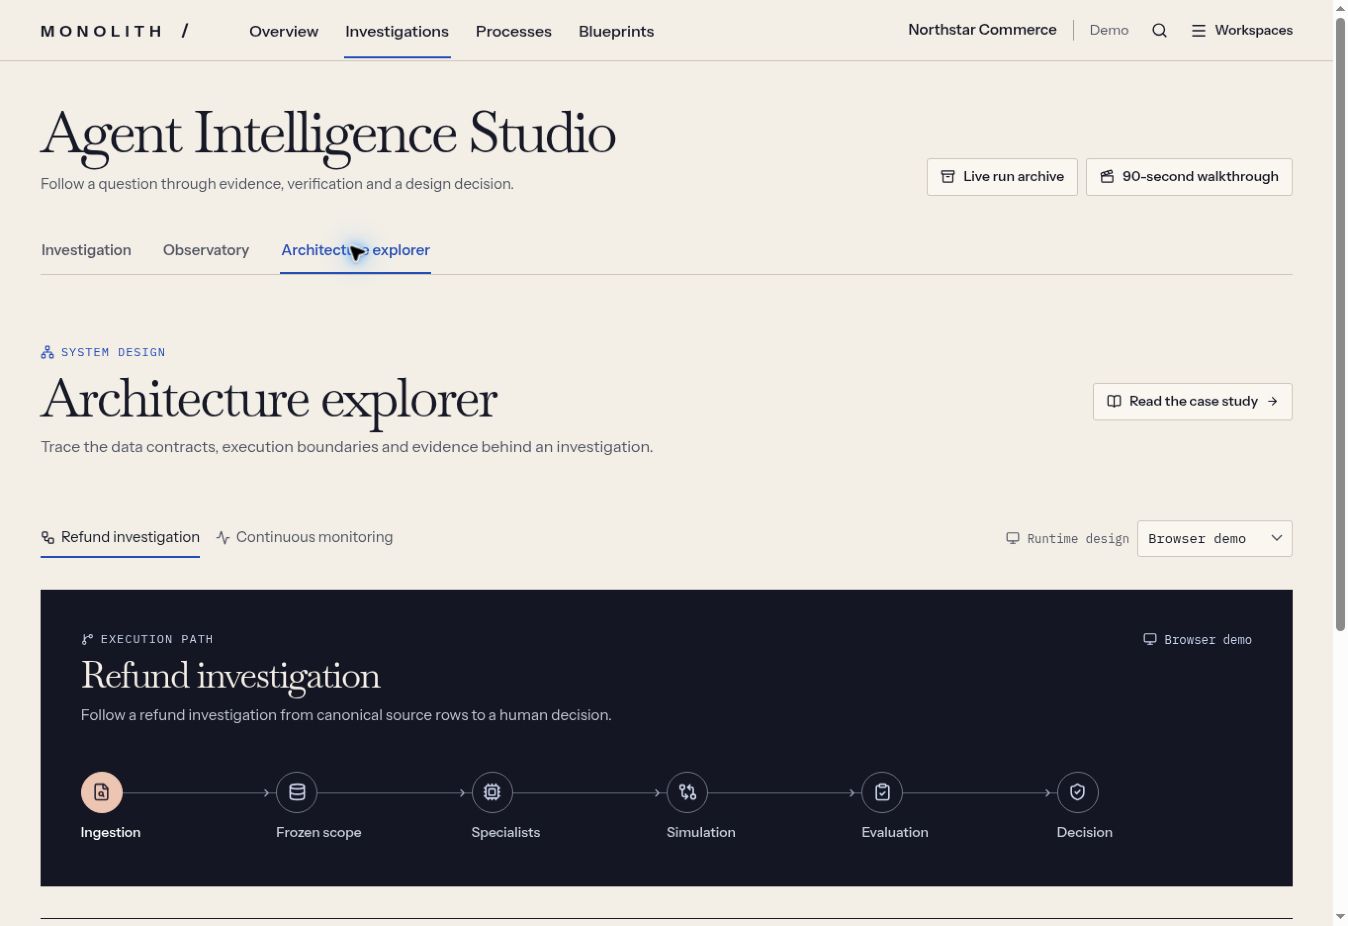 MONOLITH /
Overview
Investigations
Processes
Blueprints
Northstar Commerce
Demo
Workspaces
Agent Intelligence Studio
Follow a question through evidence, verification and a design decision.
Live run archive
90-second walkthrough
Investigation
Observatory
Architecture explorer
SYSTEM DESIGN
Architecture explorer
Trace the data contracts, execution boundaries and evidence behind an investigation.
Read the case study
Refund investigation
Continuous monitoring
Runtime design
Browser demo
EXECUTION PATH
Browser demo
Refund investigation
Follow a refund investigation from canonical source rows to a human decision.
Ingestion
Frozen scope
Specialists
Simulation
Evaluation
Decision